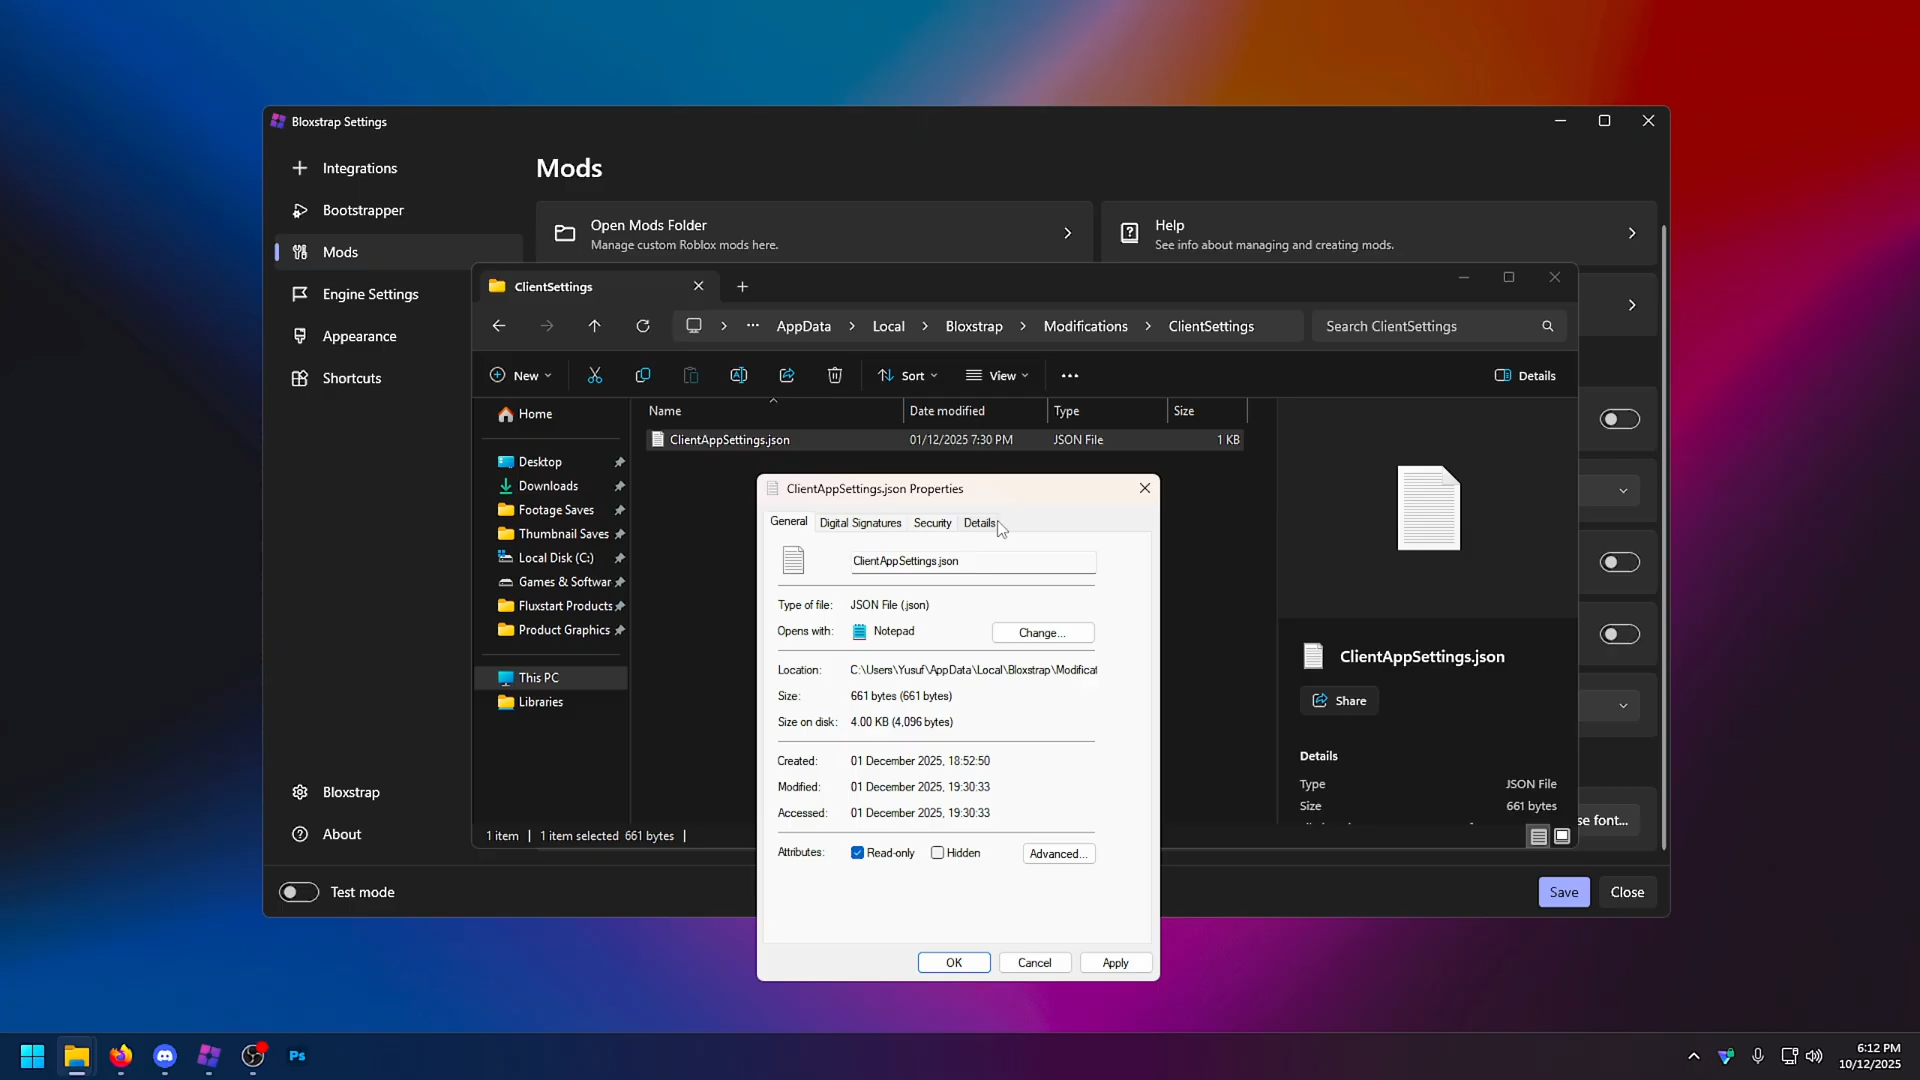 Bloxstrap Settings
Integrations
Bootstrapper
Mods
Engine Settings
Appearance
Shortcuts
Bloxstrap
About
Test mode
Mods
Open Mods Folder
Manage custom Roblox mods here.
Help
See info about managing and creating mods.
se font...
Save
Close
ClientSettings
AppData
Local
Bloxstrap
Modifications
ClientSettings
Search ClientSettings
New
Sort
View
Details
Home
Desktop
Downloads
Footage Saves
Thumbnail Saves
Local Disk (C:)
Games & Softwar
Fluxstart Products
Product Graphics
This PC
Libraries
Name
Date modified
Type
Size
ClientAppSettings.json
01/12/2025 7:30 PM
JSON File
1 KB
ClientAppSettings.json
Share
Details
Type
JSON File
Size
661 bytes
1 item
1 item selected 661 bytes
ClientAppSettings.json Properties
General
Digital Signatures
Security
Details
ClientAppSettings.json
Type of file: JSON File (.json)
Opens with: Notepad
Change...
Location: C:\Users\Yusuf\AppData\Local\Bloxstrap\Modificat
Size: 661 bytes (661 bytes)
Size on disk: 4.00 KB (4,096 bytes)
Created: 01 December 2025, 18:52:50
Modified: 01 December 2025, 19:30:33
Accessed: 01 December 2025, 19:30:33
Attributes: Read-only Hidden
Advanced...
OK
Cancel
Apply
Ps
6:12 PM
10/12/2025